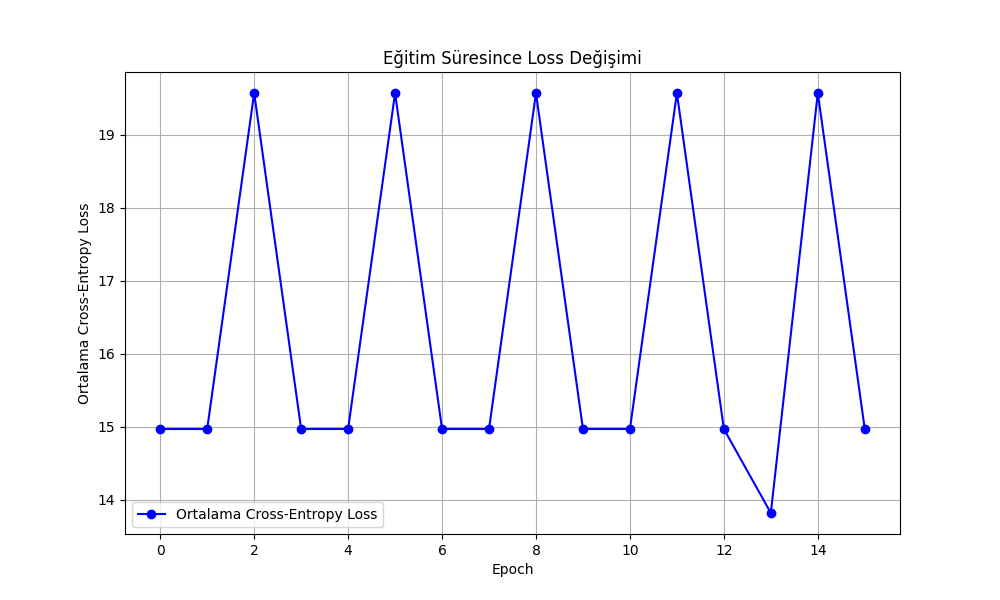 Eğitim Süresince Loss Değişimi
Ortalama Cross-Entropy Loss
19
18
17
16
15
14
Ortalama Cross-Entropy Loss
0 2 4 6 8 10 12 14
Epoch